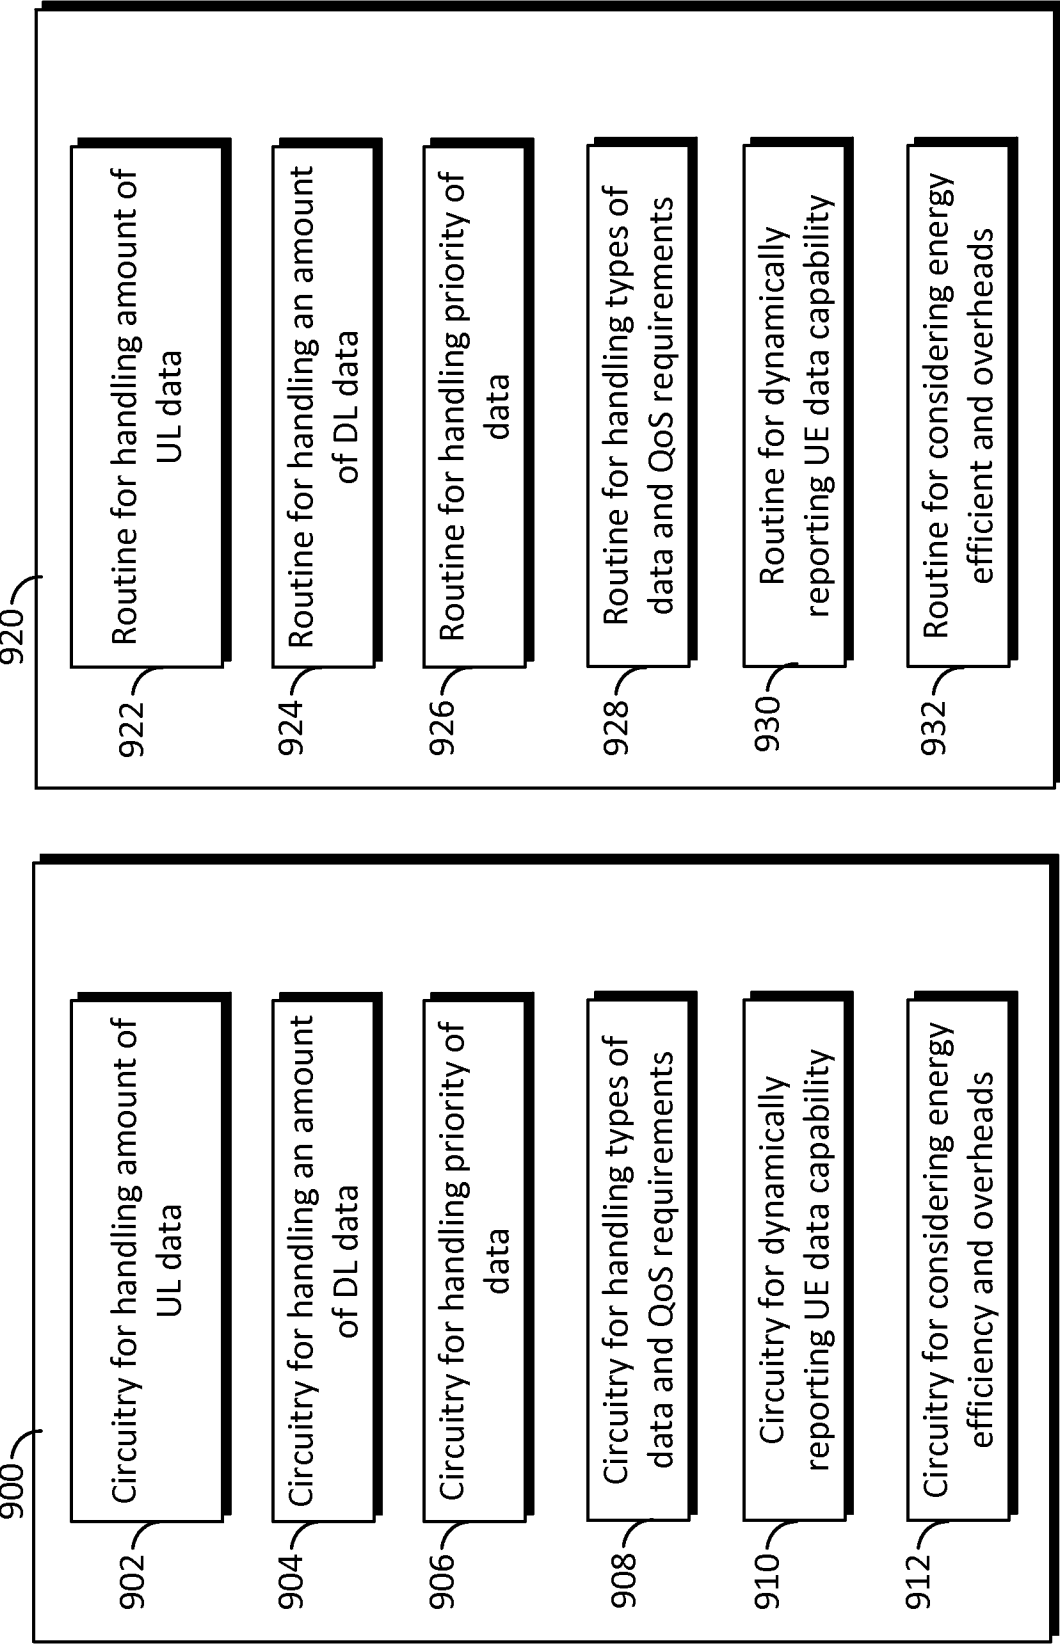 900
902
Circuitry for handling amount of
UL data
904
Circuitry for handling an amount
of DL data
906
Circuitry for handling priority of
data
908
Circuitry for handling types of
data and QoS requirements
910
Circuitry for dynamically
reporting UE data capability
912
Circuitry for considering energy
efficiency and overheads
920
922
Routine for handling amount of
UL data
924
Routine for handling an amount
of DL data
926
Routine for handling priority of
data
928
Routine for handling types of
data and QoS requirements
930
Routine for dynamically
reporting UE data capability
932
Routine for considering energy
efficient and overheads